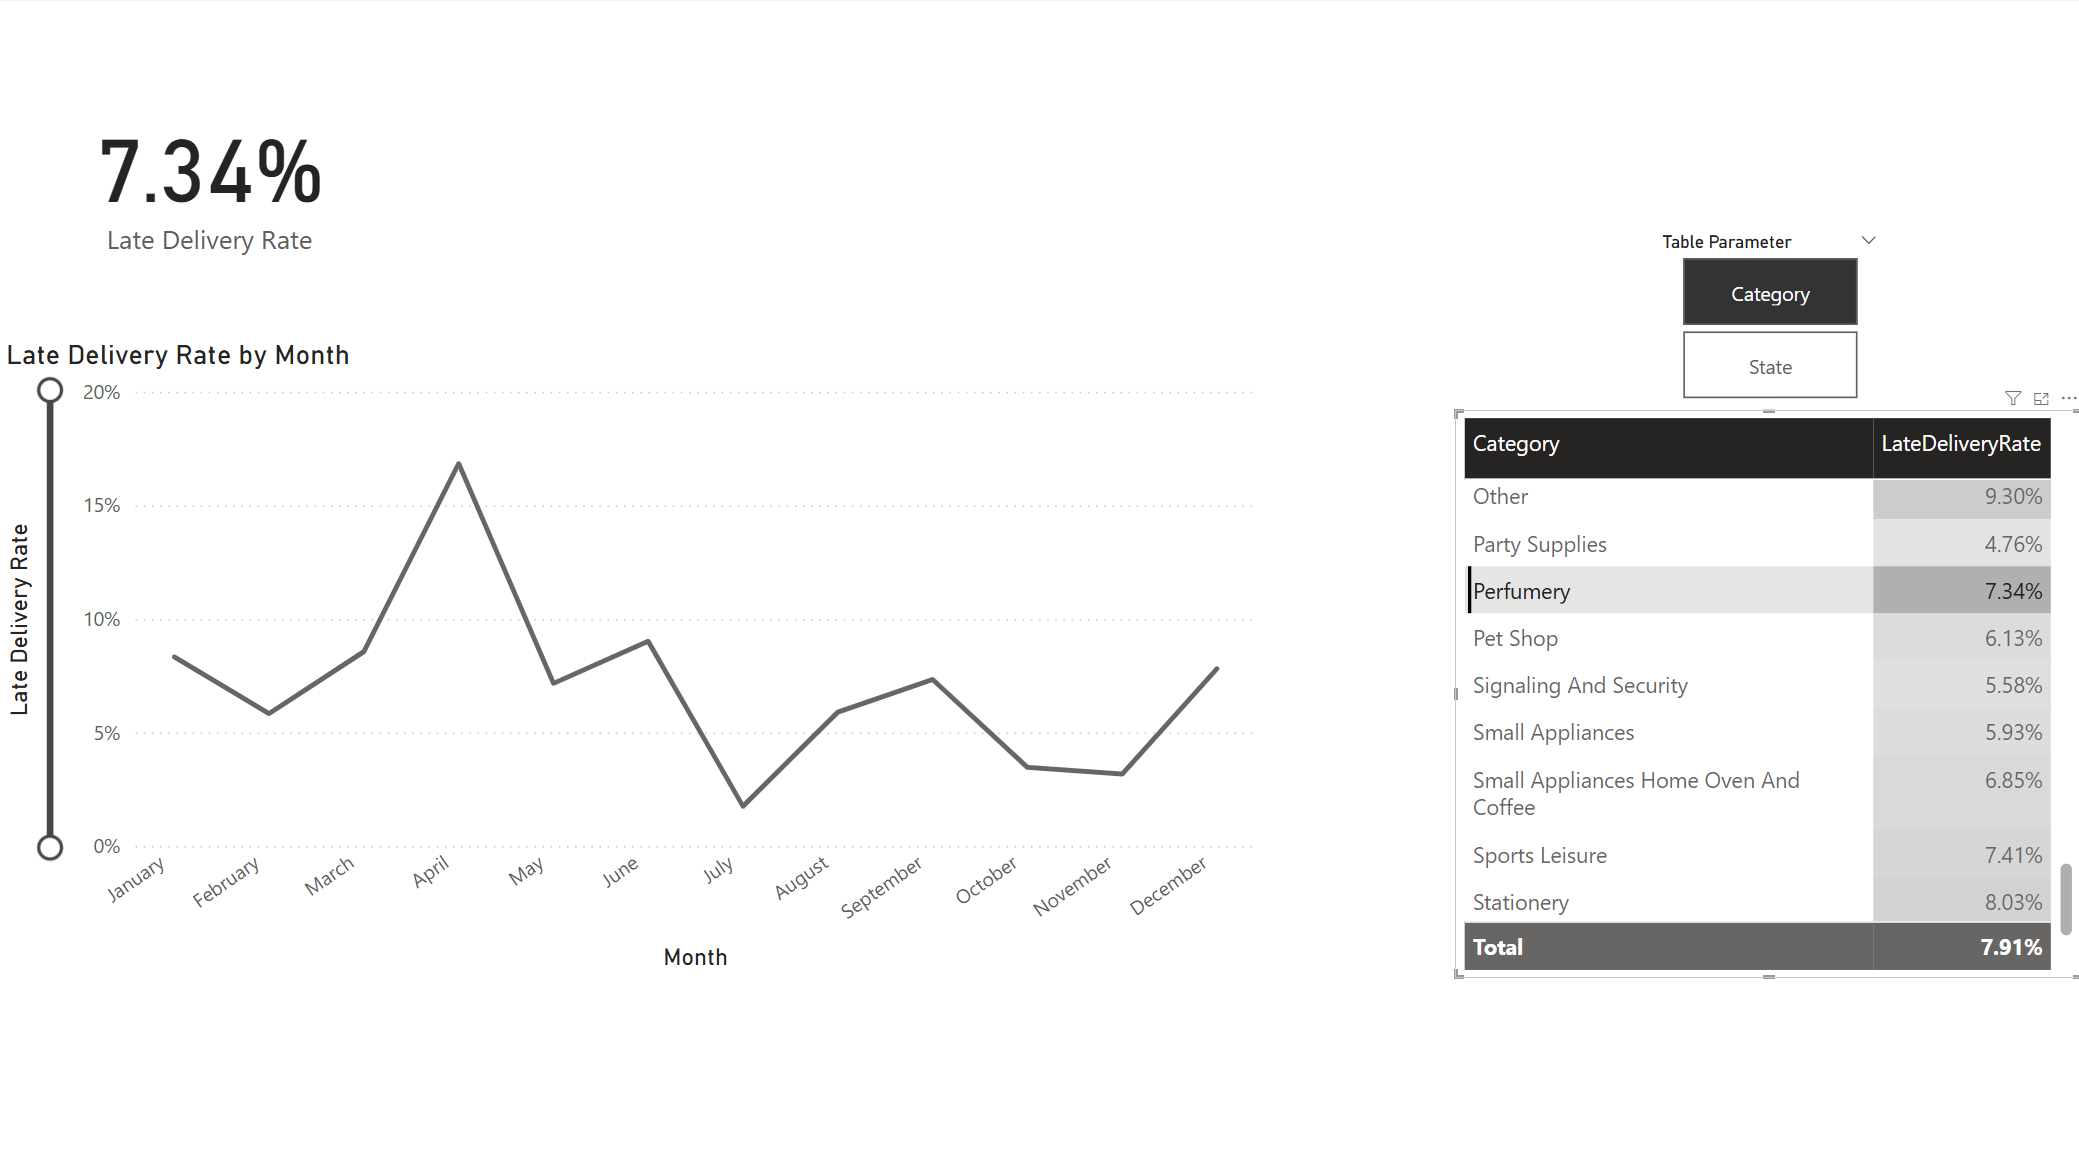 7.34%
Late Delivery Rate
Late Delivery Rate by Month
Late Delivery Rate
20%
15%
10%
5%
0%
January
February
March
April
May
June
July
August
September
October
November
December
Month
Table Parameter
Category
State
Category LateDeliveryRate
Other 9.30%
Party Supplies 4.76%
Perfumery 7.34%
Pet Shop 6.13%
Signaling And Security 5.58%
Small Appliances 5.93%
Small Appliances Home Oven And 6.85%
Coffee
Sports Leisure 7.41%
Stationery 8.03%
Total 7.91%